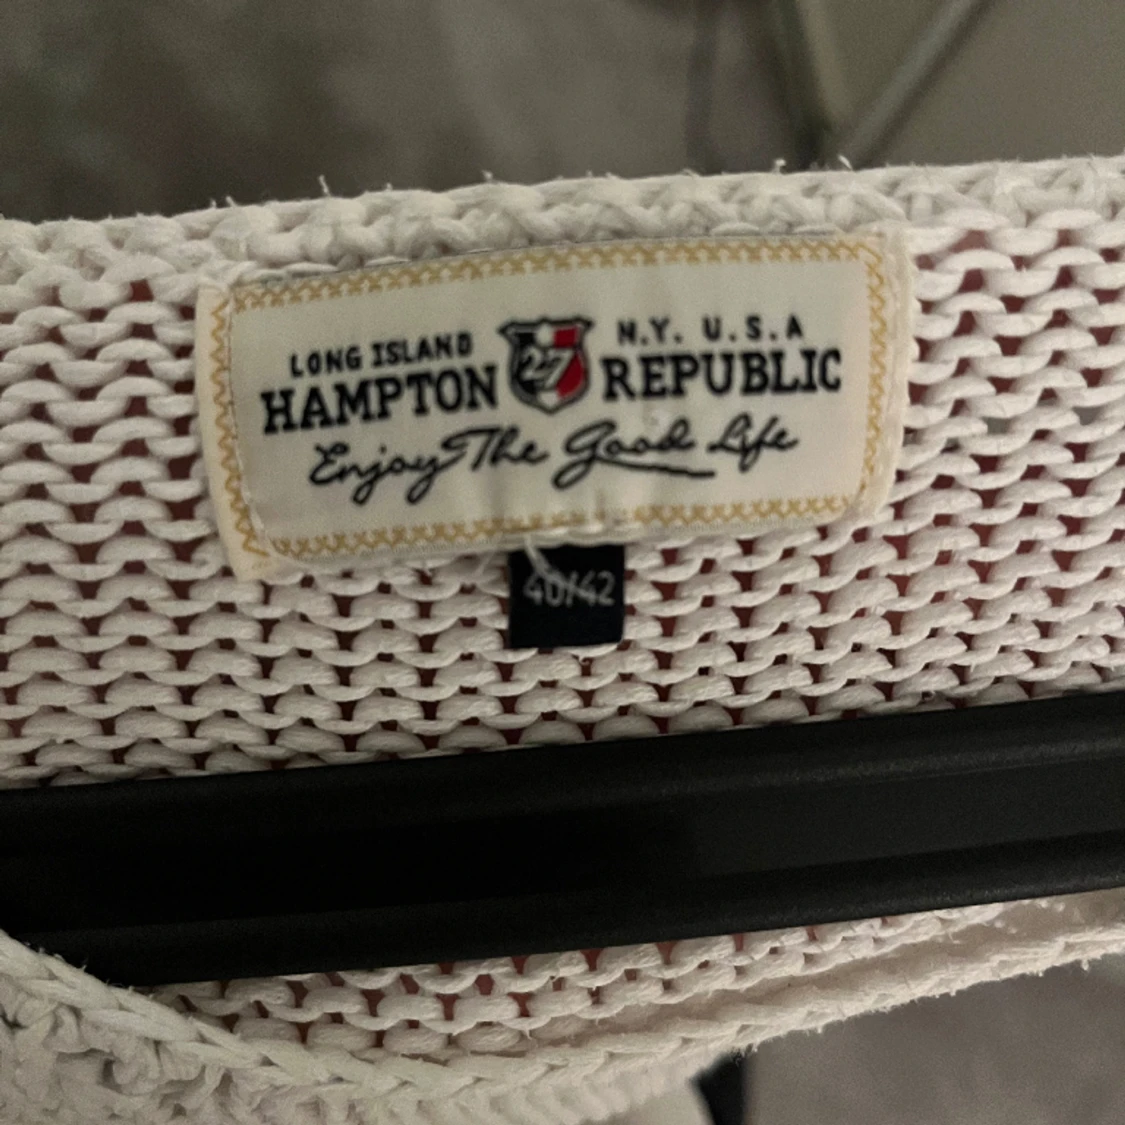 LONG ISLAND N.Y. U.S.A
HAMPTON 27 REPUBLIC
Enjoy The Good Life
40/42